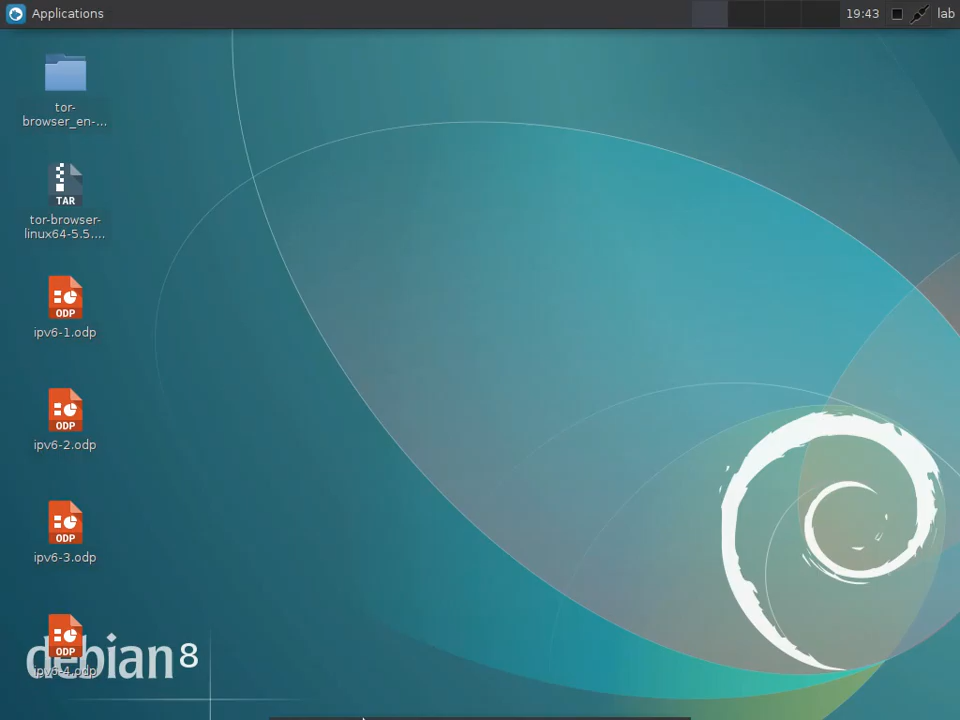 Applications
19:43
lab
tor-
browser_en-...
TAR
tor-browser-
linux64-5.5....
ODP
ipv6-1.odp
ODP
ipv6-2.odp
ODP
ipv6-3.odp
ODP
ipv6-4.odp
debian 8